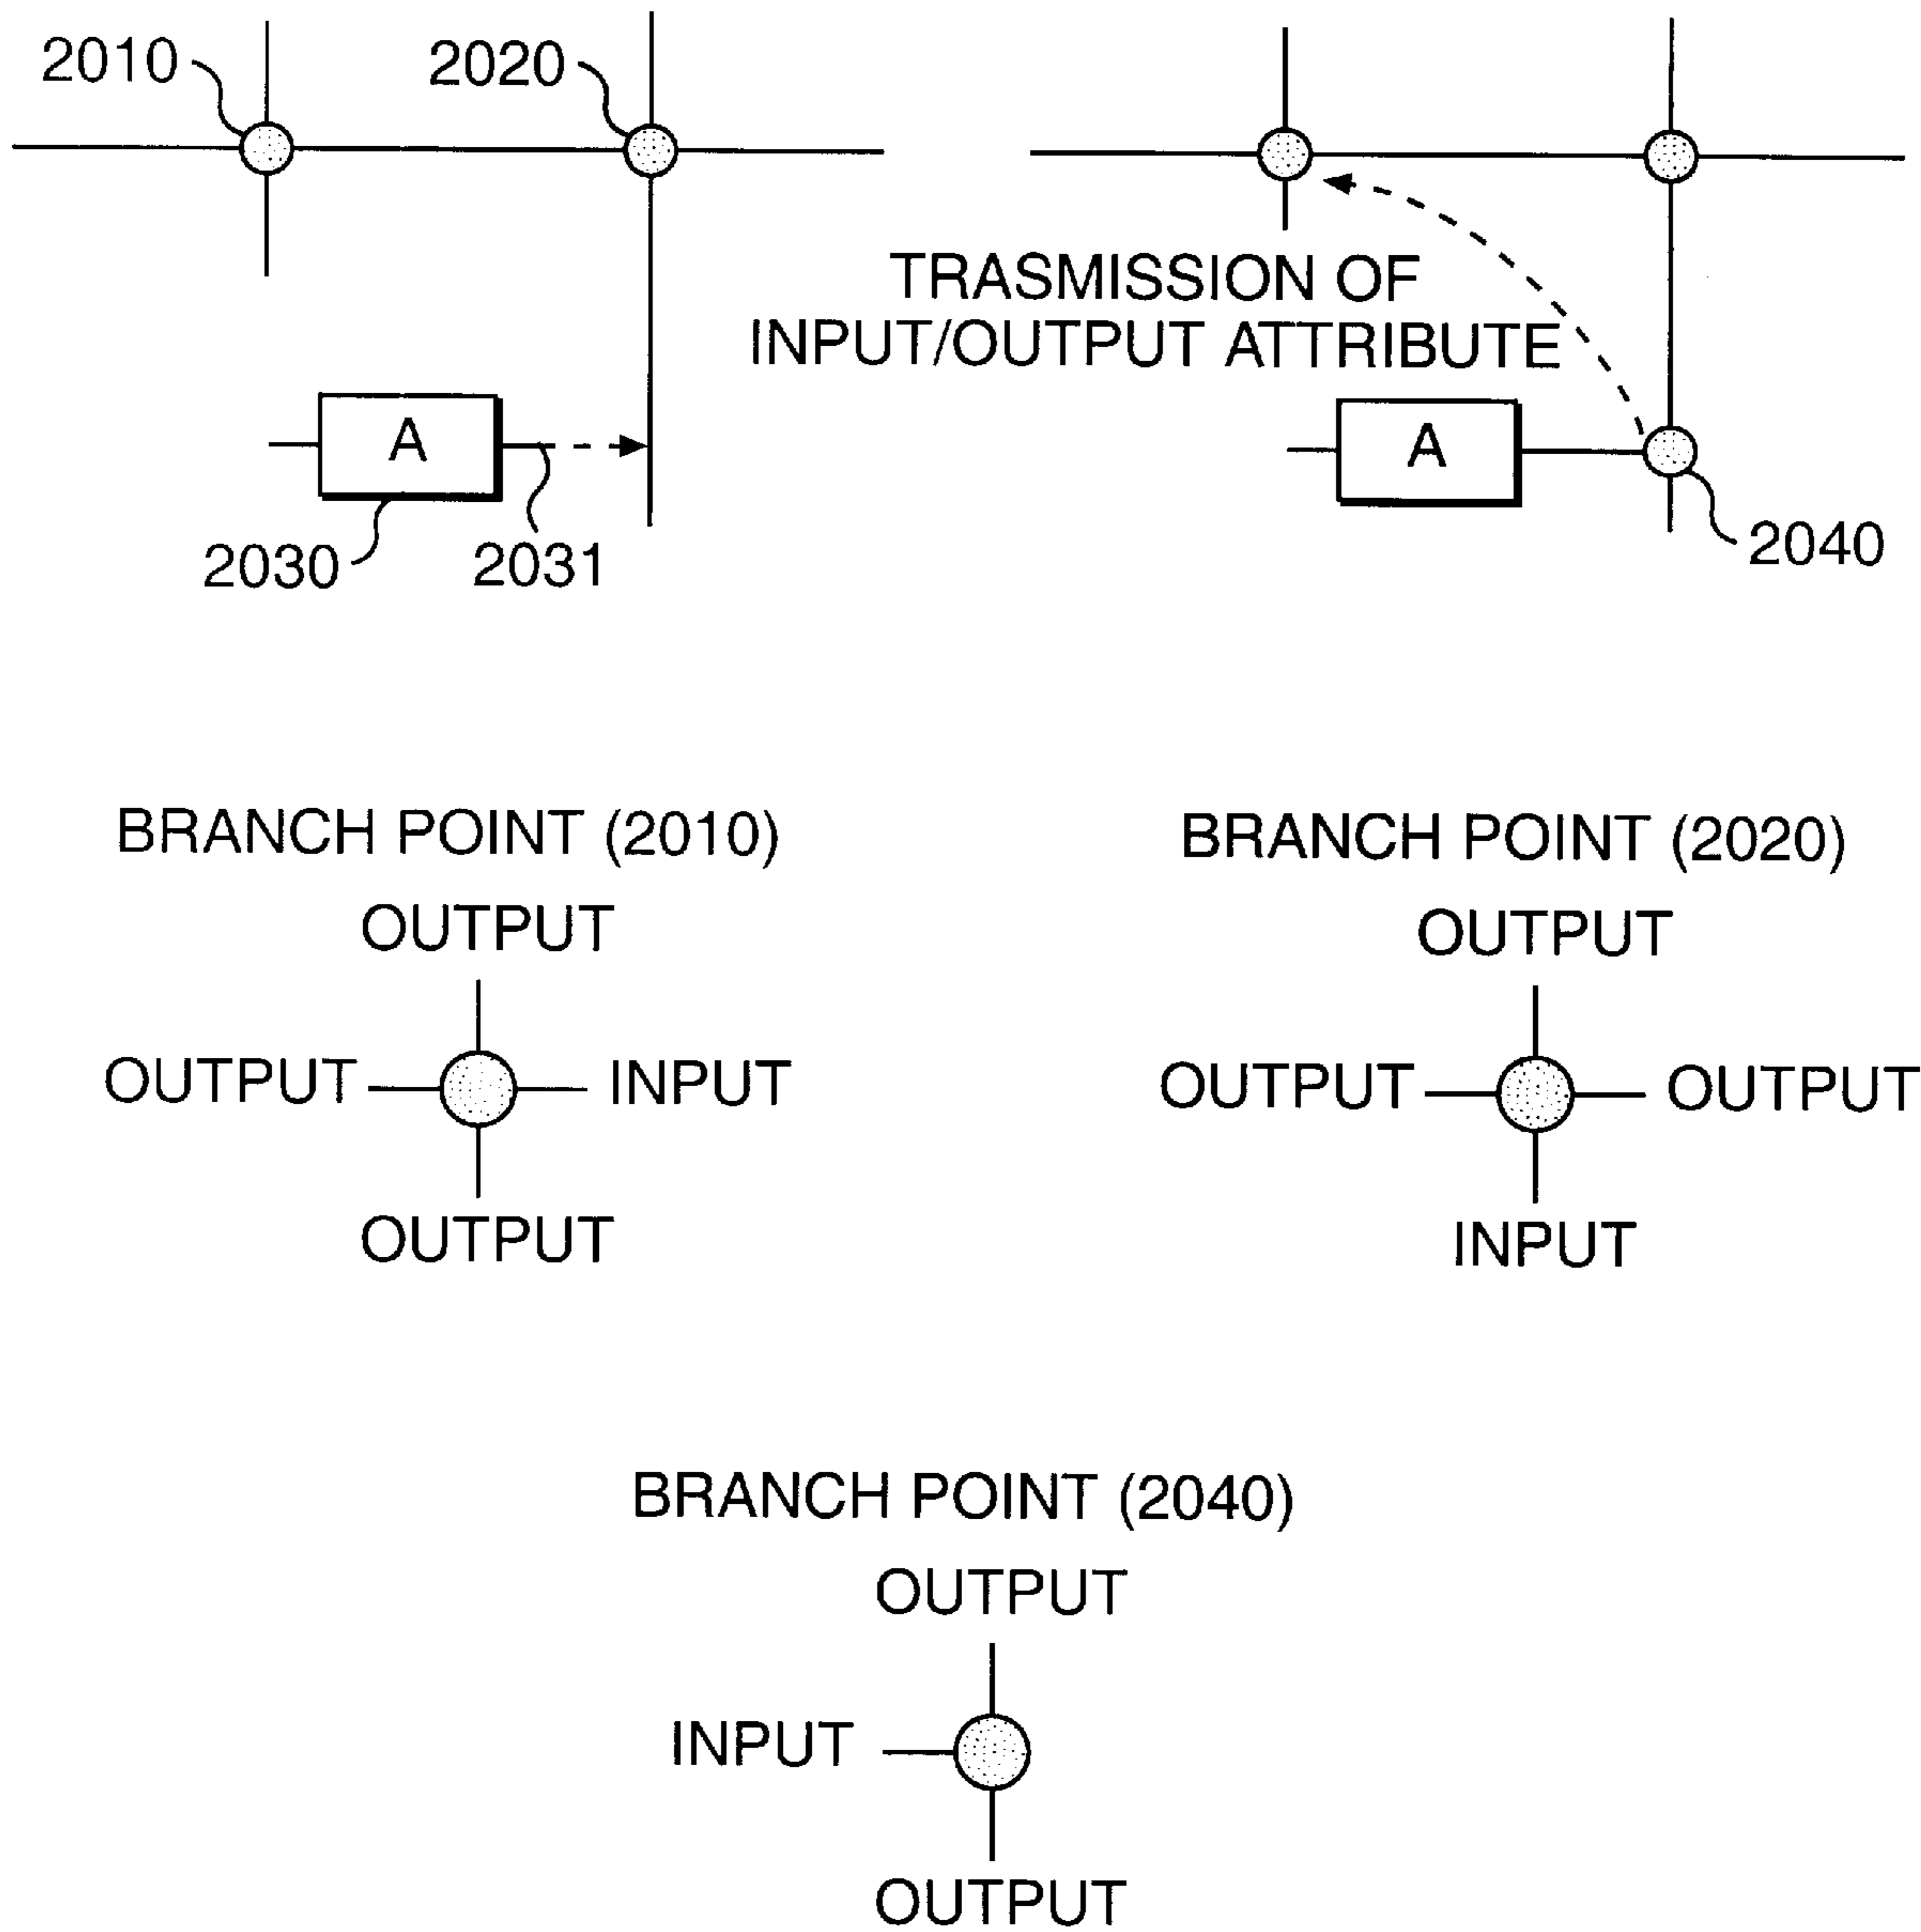 2010
2020
TRASMISSION OF
INPUT/OUTPUT ATTRIBUTE
A
A
2030
2031
2040
BRANCH POINT (2010)
OUTPUT
OUTPUT
INPUT
OUTPUT
BRANCH POINT (2020)
OUTPUT
OUTPUT
OUTPUT
INPUT
BRANCH POINT (2040)
OUTPUT
INPUT
OUTPUT